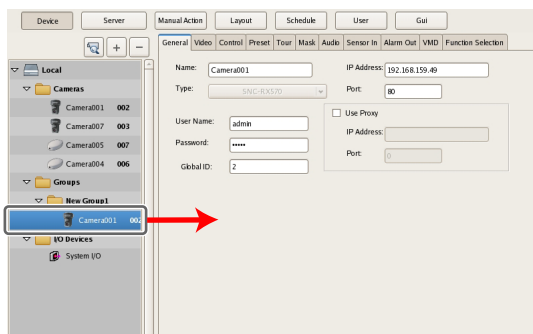 Device Server Manual Action Layout Schedule User Gui
+ −
General Video Control Preset Tour Mask Audio Sensor In Alarm Out VMD Function Selection
Local
Cameras
Camera001 002
Camera007 003
Camera005 007
Camera004 006
Groups
New Group1
Camera001 002
I/O Devices
System I/O
Name: Camera001 IP Address: 192.168.159.49
Type: SNC-RX570 Port: 80
Use Proxy
User Name: admin
IP Address:
Password: •••••
Port: 0
Global ID: 2